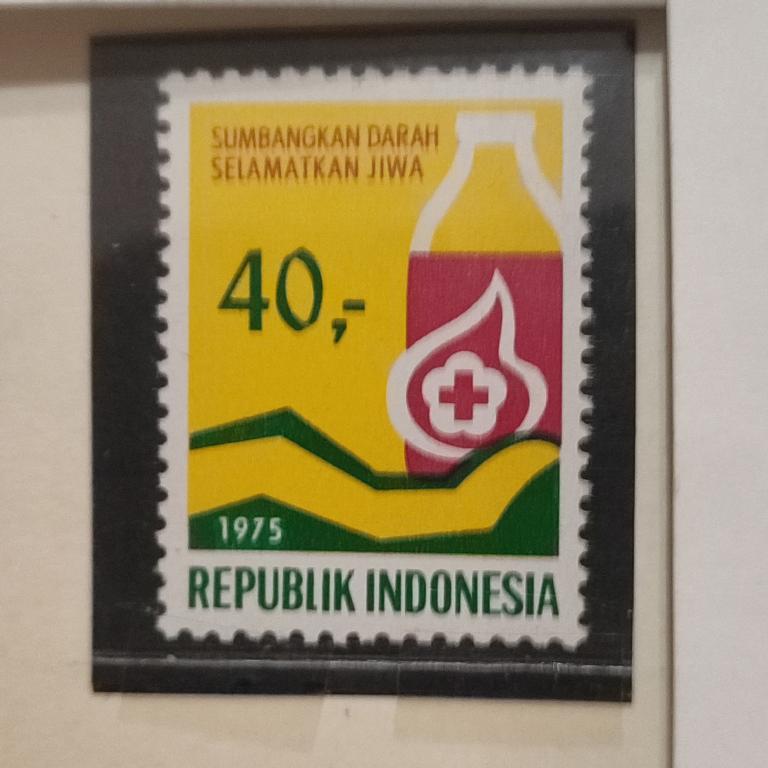 SUMBANGKAN DARAH
SELAMATKAN JIWA
40,-
1975
REPUBLIK INDONESIA